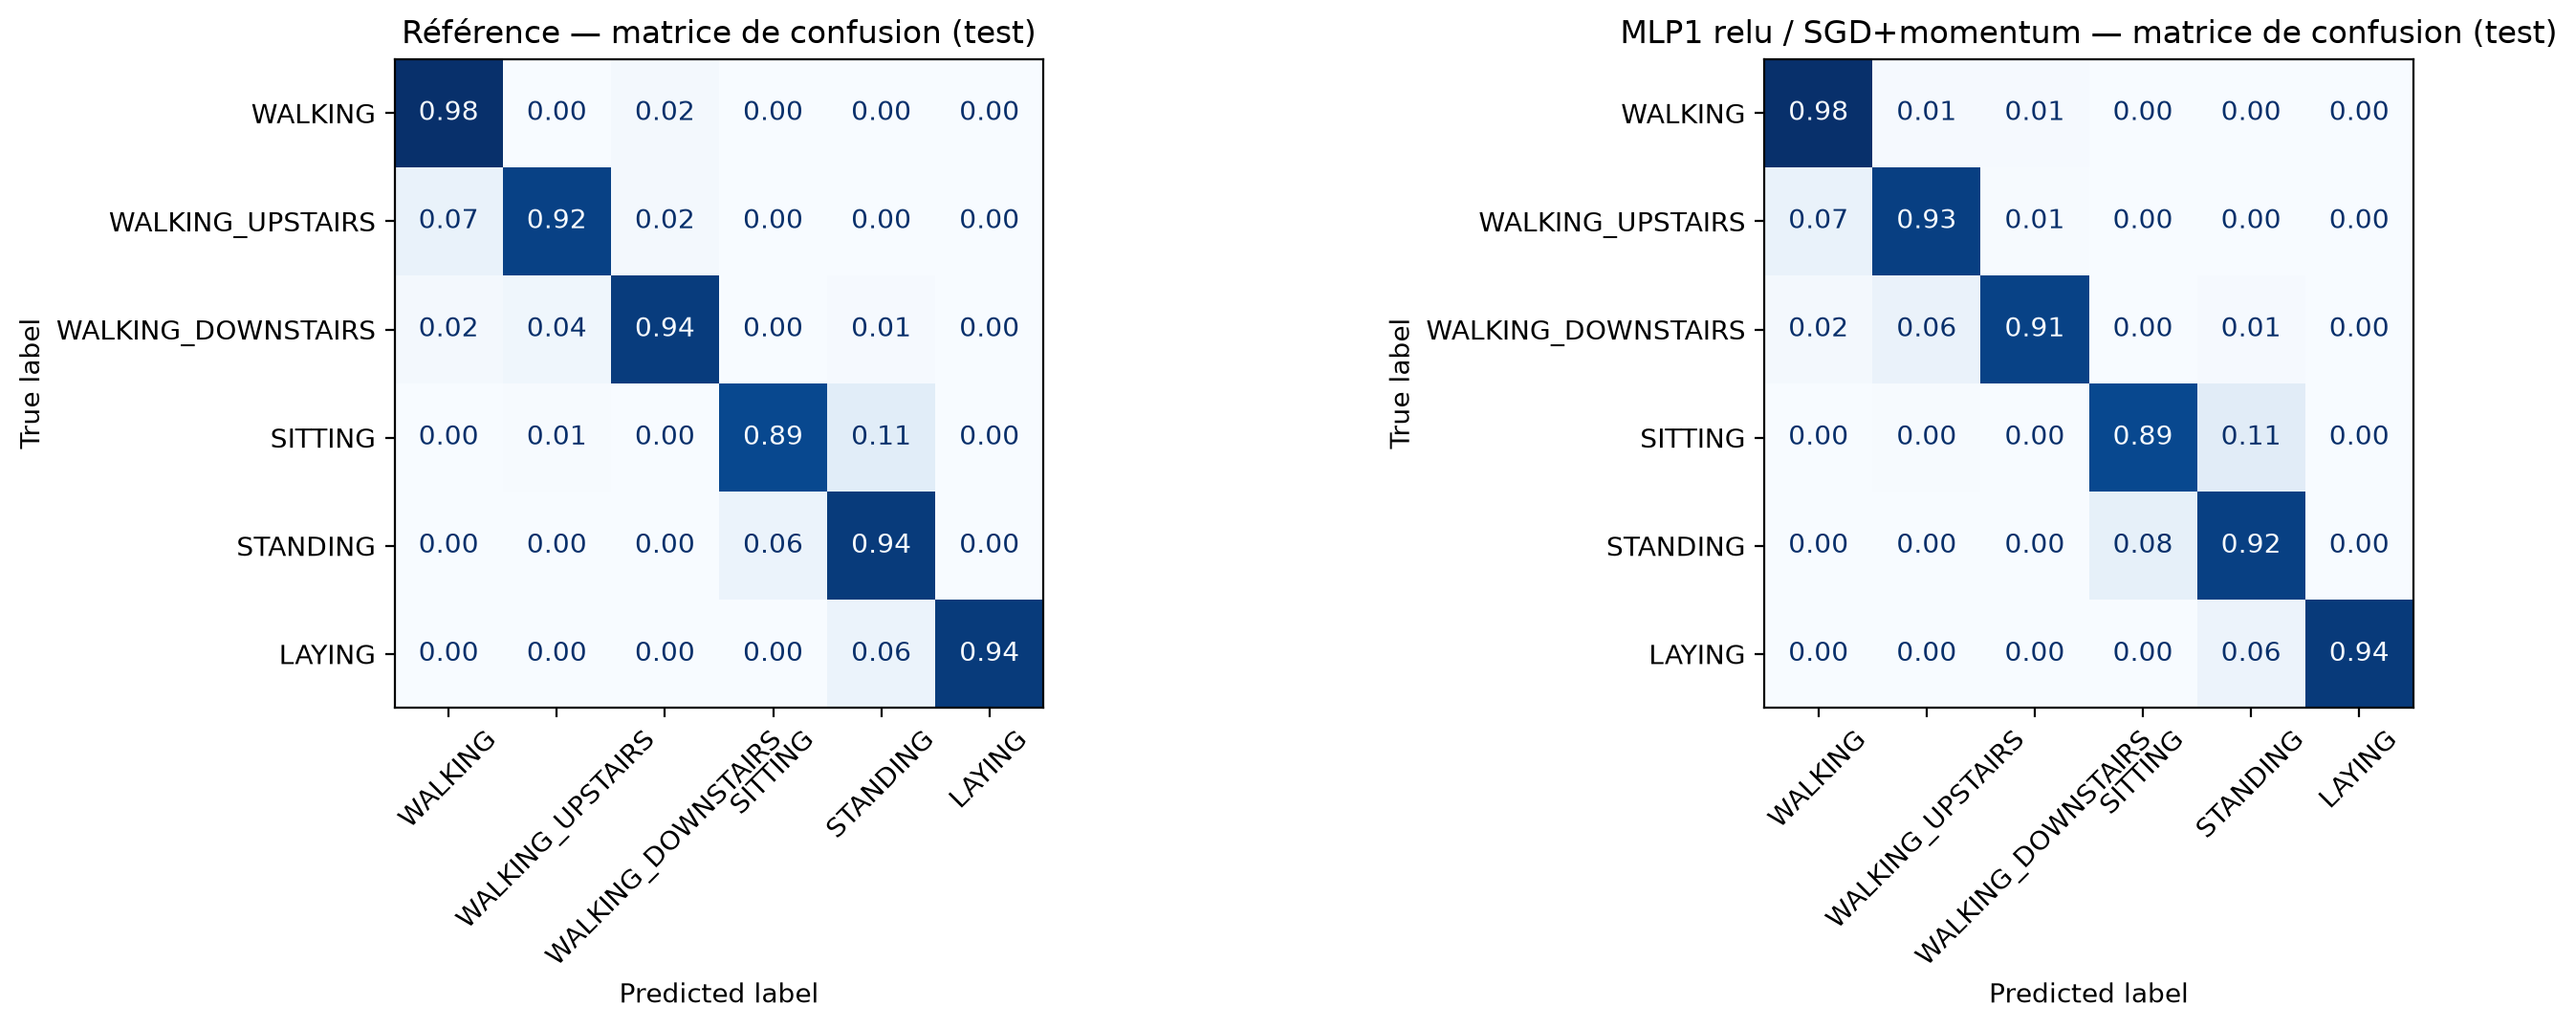 Référence — matrice de confusion (test)
True label
WALKING 0.98 0.00 0.02 0.00 0.00 0.00
WALKING_UPSTAIRS 0.07 0.92 0.02 0.00 0.00 0.00
WALKING_DOWNSTAIRS 0.02 0.04 0.94 0.00 0.01 0.00
SITTING 0.00 0.01 0.00 0.89 0.11 0.00
STANDING 0.00 0.00 0.00 0.06 0.94 0.00
LAYING 0.00 0.00 0.00 0.00 0.06 0.94
WALKING
WALKING_UPSTAIRS
WALKING_DOWNSTAIRS
SITTING
STANDING
LAYING
Predicted label
MLP1 relu / SGD+momentum — matrice de confusion (test)
True label
WALKING 0.98 0.01 0.01 0.00 0.00 0.00
WALKING_UPSTAIRS 0.07 0.93 0.01 0.00 0.00 0.00
WALKING_DOWNSTAIRS 0.02 0.06 0.91 0.00 0.01 0.00
SITTING 0.00 0.00 0.00 0.89 0.11 0.00
STANDING 0.00 0.00 0.00 0.08 0.92 0.00
LAYING 0.00 0.00 0.00 0.00 0.06 0.94
WALKING
WALKING_UPSTAIRS
WALKING_DOWNSTAIRS
SITTING
STANDING
LAYING
Predicted label